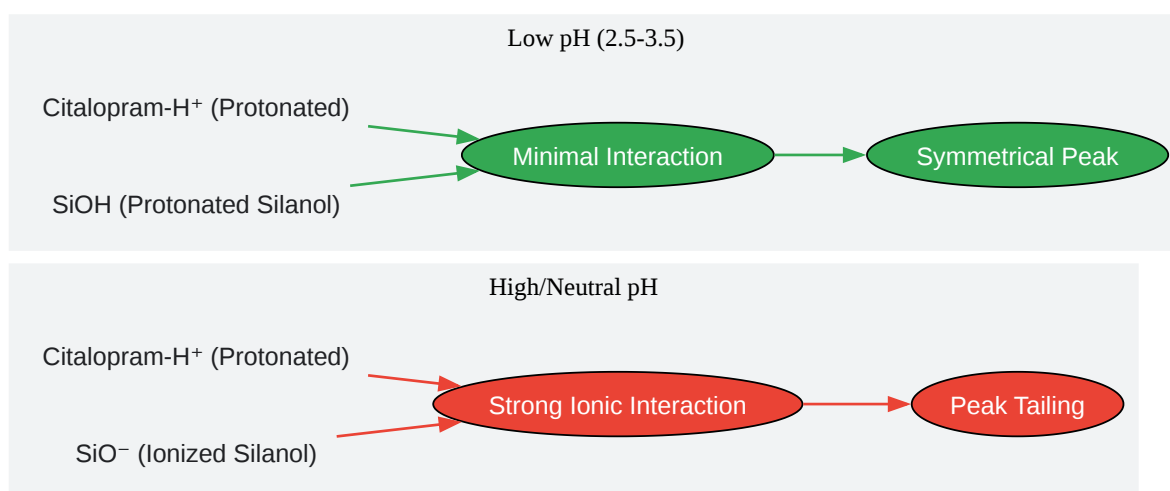 Low pH (2.5-3.5)
Citalopram-H⁺ (Protonated)
Minimal Interaction
Symmetrical Peak
SiOH (Protonated Silanol)
High/Neutral pH
Citalopram-H⁺ (Protonated)
Strong Ionic Interaction
Peak Tailing
SiO⁻ (Ionized Silanol)